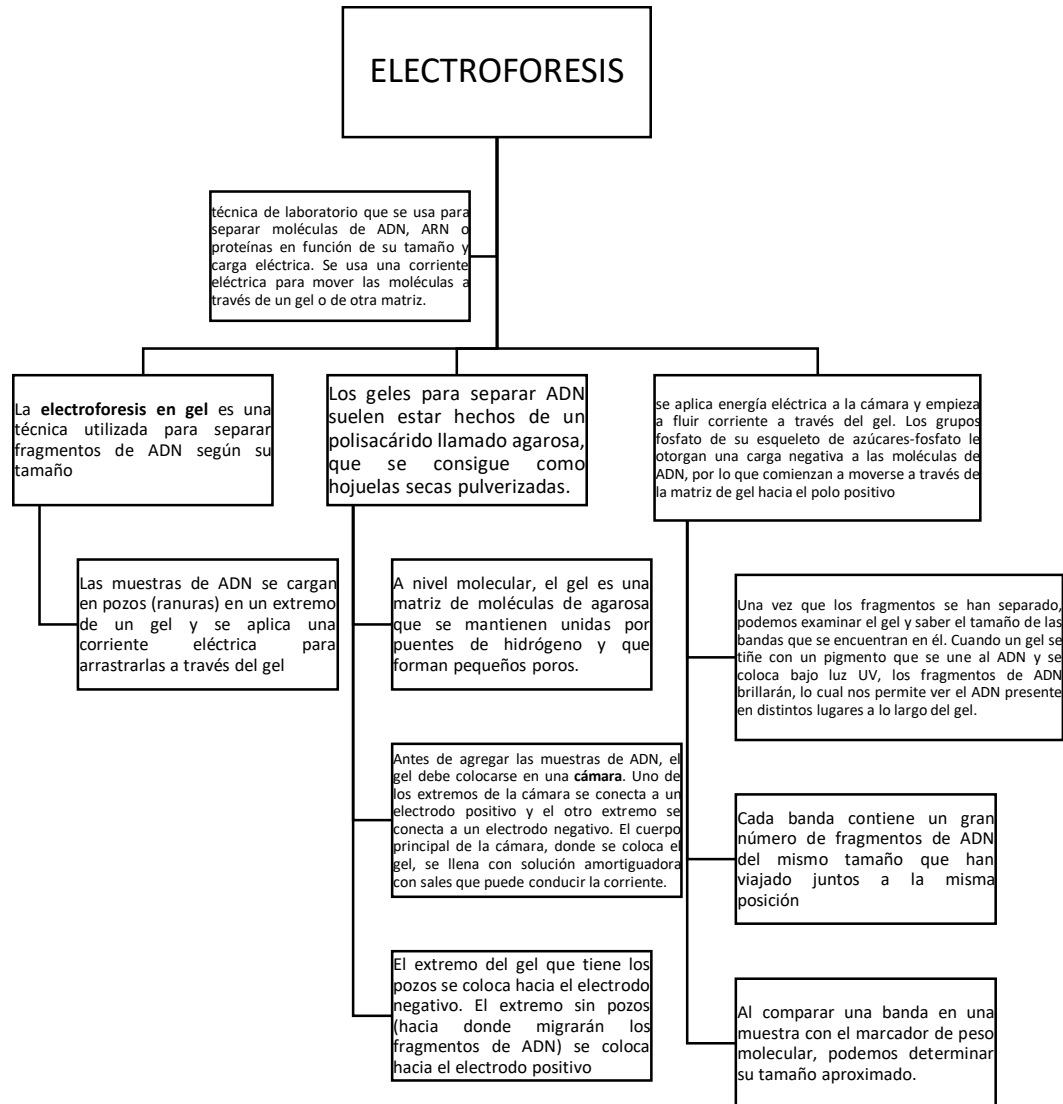 ELECTROFORESIS
técnica de laboratorio que se usa para
separar moléculas de ADN, ARN o
proteínas en función de su tamaño y
carga eléctrica. Se usa una corriente
eléctrica para mover las moléculas a
través de un gel o de otra matriz.
La electroforesis en gel es una
técnica utilizada para separar
fragmentos de ADN según su
tamaño
Las muestras de ADN se cargan
en pozos (ranuras) en un extremo
de un gel y se aplica una
corriente eléctrica para
arrastrarlas a través del gel
Los geles para separar ADN
suelen estar hechos de un
polisacárido llamado agarosa,
que se consigue como
hojuelas secas pulverizadas.
A nivel molecular, el gel es una
matriz de moléculas de agarosa
que se mantienen unidas por
puentes de hidrógeno y que
forman pequeños poros.
Antes de agregar las muestras de ADN, el
gel debe colocarse en una cámara. Uno de
los extremos de la cámara se conecta a un
electrodo positivo y el otro extremo se
conecta a un electrodo negativo. El cuerpo
principal de la cámara, donde se coloca el
gel, se llena con solución amortiguadora
con sales que puede conducir la corriente.
El extremo del gel que tiene los
pozos se coloca hacia el electrodo
negativo. El extremo sin pozos
(hacia donde migrarán los
fragmentos de ADN) se coloca
hacia el electrodo positivo
se aplica energía eléctrica a la cámara y empieza
a fluir corriente a través del gel. Los grupos
fosfato de su esqueleto de azúcares-fosfato le
otorgan una carga negativa a las moléculas de
ADN, por lo que comienzan a moverse a través de
la matriz de gel hacia el polo positivo
Una vez que los fragmentos se han separado,
podemos examinar el gel y saber el tamaño de las
bandas que se encuentran en él. Cuando un gel se
tiñe con un pigmento que se une al ADN y se
coloca bajo luz UV, los fragmentos de ADN
brillarán, lo cual nos permite ver el ADN presente
en distintos lugares a lo largo del gel.
Cada banda contiene un gran
número de fragmentos de ADN
del mismo tamaño que han
viajado juntos a la misma
posición
Al comparar una banda en una
muestra con el marcador de peso
molecular, podemos determinar
su tamaño aproximado.